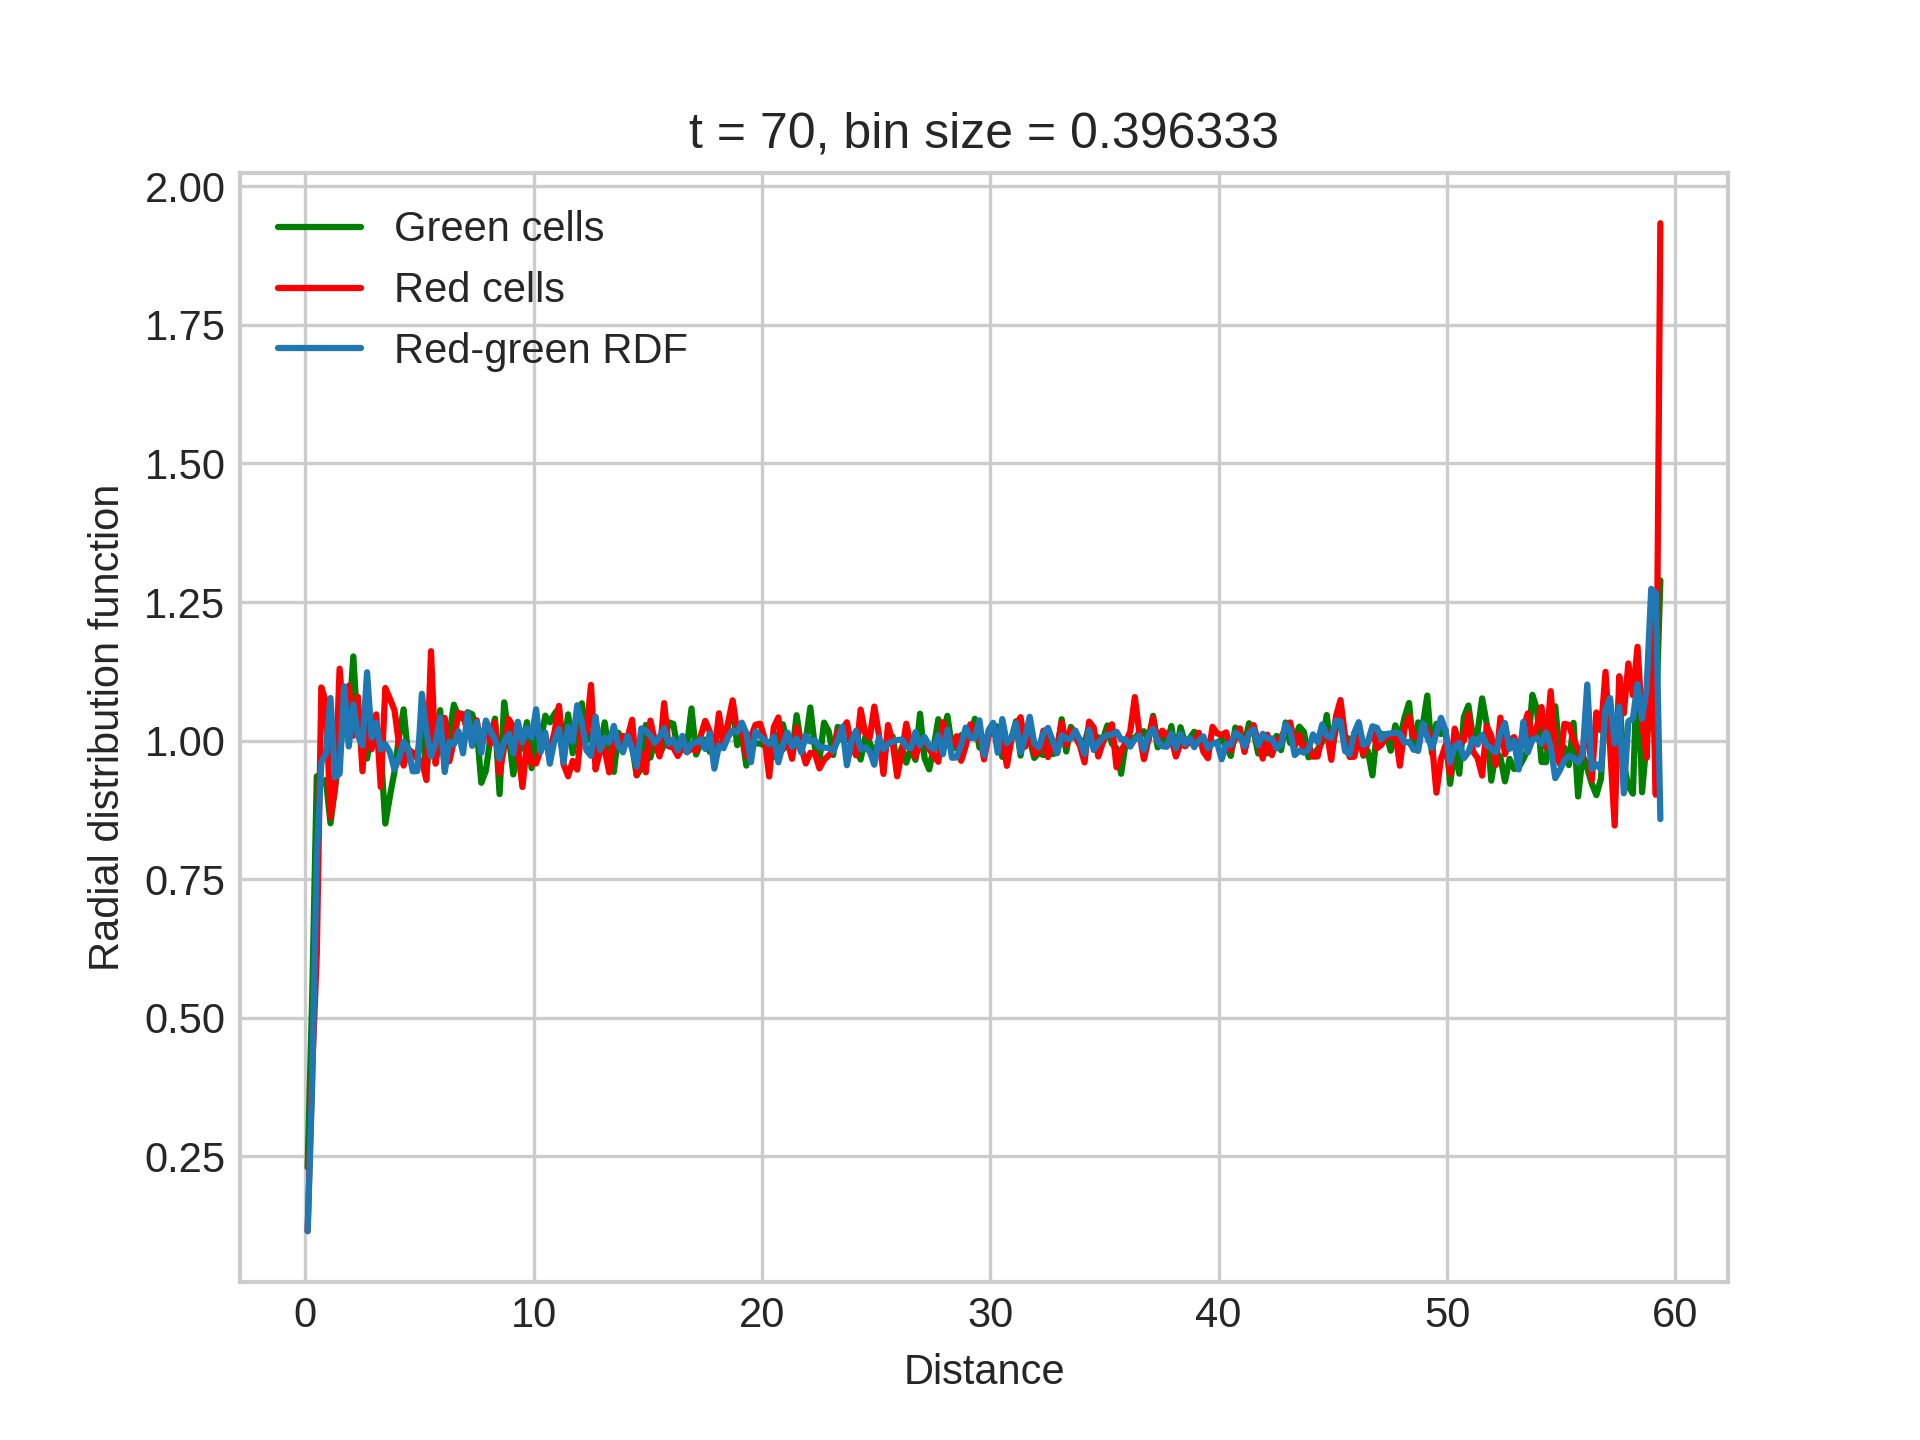 t = 70, bin size = 0.396333
Green cells
Red cells
Red-green RDF
2.00
1.75
1.50
1.25
1.00
0.75
0.50
0.25
Radial distribution function
0 10 20 30 40 50 60
Distance